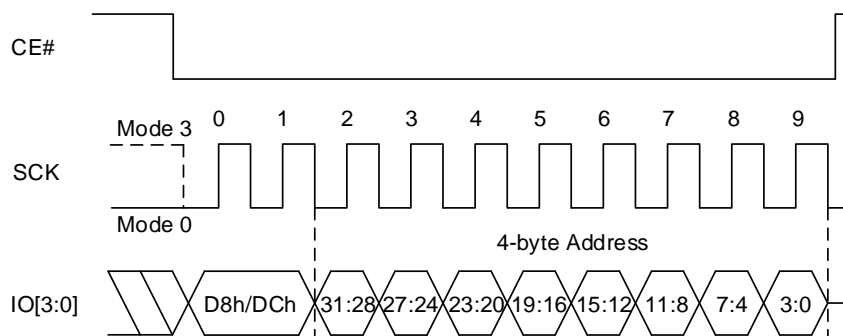 CE#
Mode 3 0 1 2 3 4 5 6 7 8 9
SCK
Mode 0
4-byte Address
IO[3:0] D8h/DCh 31:28 27:24 23:20 19:16 15:12 11:8 7:4 3:0